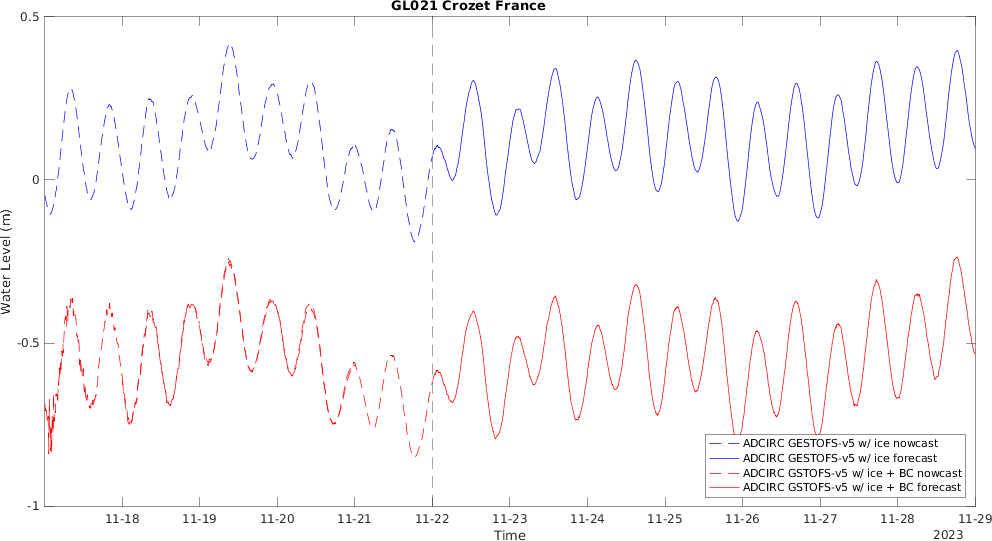 GL021 Crozet France
0.5
0
-0.5
-1
Water Level (m)
11-18
11-19
11-20
11-21
11-22
11-23
11-24
11-25
11-26
11-27
11-28
11-29
Time
2023
ADCIRC GESTOFS-v5 w/ ice nowcast
ADCIRC GESTOFS-v5 w/ ice forecast
ADCIRC GSTOFS-v5 w/ ice + BC nowcast
ADCIRC GSTOFS-v5 w/ ice + BC forecast